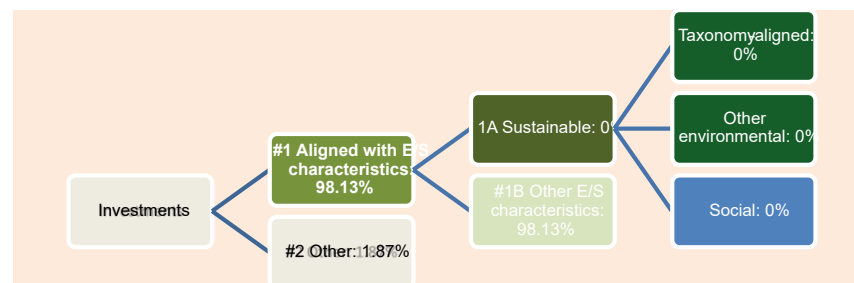 Investments
#1 Aligned with E/S
characteristics:
98.13%
#2 Other: 1.87%
1A Sustainable: 0%
#1B Other E/S
characteristics:
98.13%
Taxonomy-aligned:
0%
Other
environmental: 0%
Social: 0%